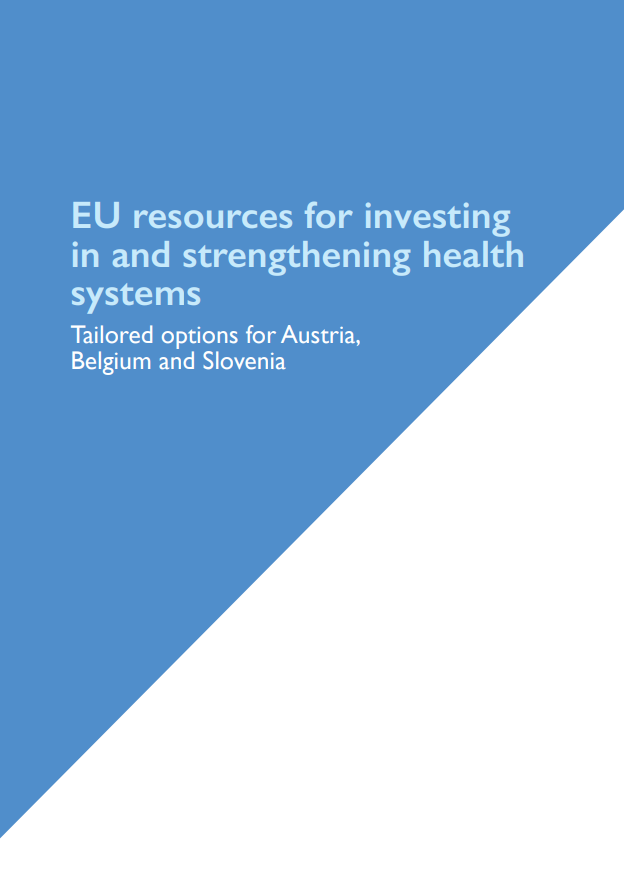 EU resources for investing
in and strengthening health
systems
Tailored options for Austria,
Belgium and Slovenia